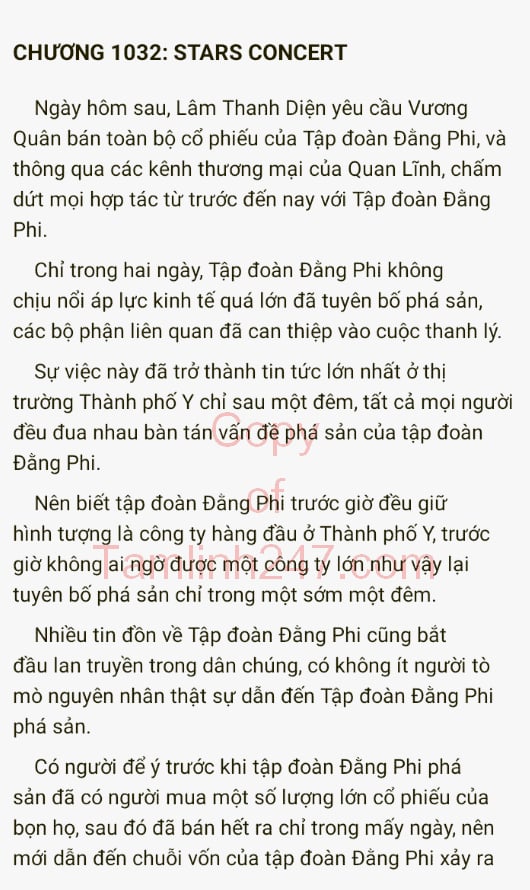 CHƯƠNG 1032: STARS CONCERT
Ngày hôm sau, Lâm Thanh Diện yêu cầu Vương
Quân bán toàn bộ cổ phiếu của Tập đoàn Đằng Phi, và
thông qua các kênh thương mại của Quan Lĩnh, chấm
dứt mọi hợp tác từ trước đến nay với Tập đoàn Đằng
Phi.
Chỉ trong hai ngày, Tập đoàn Đằng Phi không
chịu nổi áp lực kinh tế quá lớn đã tuyên bố phá sản,
các bộ phận liên quan đã can thiệp vào cuộc thanh lý.
Sự việc này đã trở thành tin tức lớn nhất ở thị
trường Thành phố Y chỉ sau một đêm, tất cả mọi người
đều đua nhau bàn tán vấn đề phá sản của tập đoàn
Đằng Phi.
Nên biết tập đoàn Đằng Phi trước giờ đều giữ
hình tượng là công ty hàng đầu ở Thành phố Y, trước
giờ không ai ngờ được một công ty lớn như vậy lại
tuyên bố phá sản chỉ trong một sớm một đêm.
Nhiều tin đồn về Tập đoàn Đằng Phi cũng bắt
đầu lan truyền trong dân chúng, có không ít người tò
mò nguyên nhân thật sự dẫn đến Tập đoàn Đằng Phi
phá sản.
Có người để ý trước khi tập đoàn Đằng Phi phá
sản đã có người mua một số lượng lớn cổ phiếu của
bọn họ, sau đó đã bán hết ra chỉ trong mấy ngày, nên
mới dẫn đến chuỗi vốn của tập đoàn Đằng Phi xảy ra
Copy
of
Tamlinh247.com